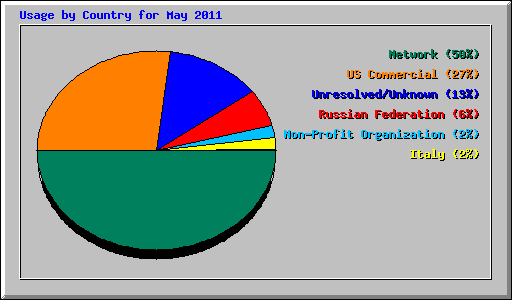 Usage by Country for May 2011
Network (50%)
US Commercial (27%)
Unresolved/Unknown (13%)
Russian Federation (6%)
Non-Profit Organization (2%)
Italy (2%)